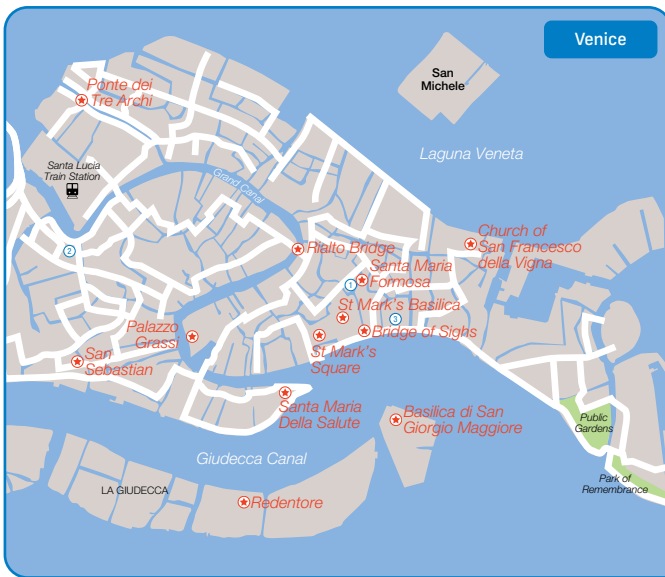 Venice
San
Michele
Ponte dei
Tre Archi
Laguna Veneta
Santa Lucia
Train Station
Grand Canal
2
Rialto Bridge
Church of
San Francesco
della Vigna
Santa Maria
Formosa
1
St Mark's Basilica
3
Palazzo
Grassi
Bridge of Sighs
St Mark's
Square
San
Sebastian
Santa Maria
Della Salute
Basilica di San
Giorgio Maggiore
Public
Gardens
Giudecca Canal
Park of
Remembrance
LA GIUDECCA
Redentore